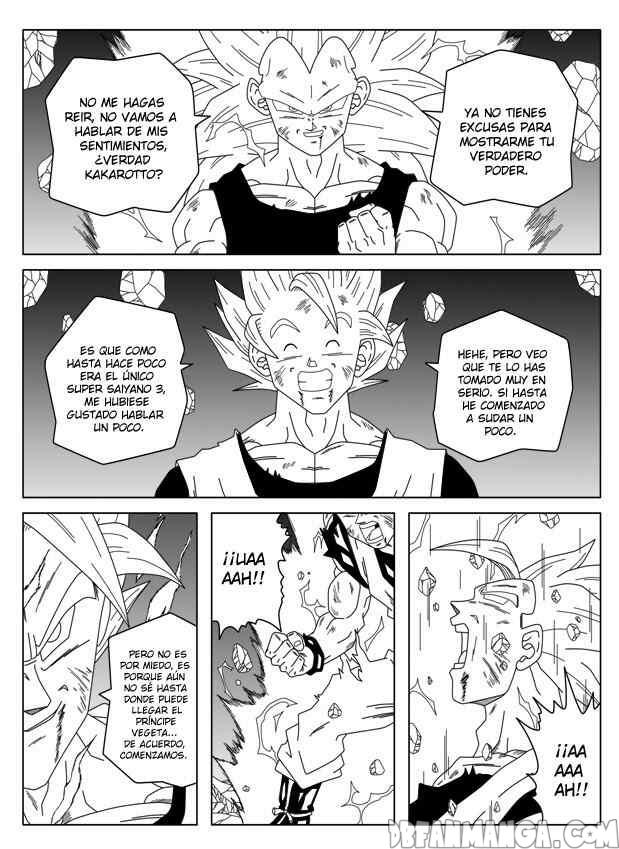 NO ME HAGAS
REIR, NO VAMOS A
HABLAR DE MIS
SENTIMIENTOS,
¿VERDAD
KAKAROTTO?
YA NO TIENES
EXCUSAS PARA
MOSTRARME TU
VERDADERO
PODER.
ES QUE COMO
HASTA HACE POCO
ERA EL ÚNICO
SUPER SAIYANO 3,
ME HUBIESE
GUSTADO HABLAR
UN POCO.
HEHE, PERO VEO
QUE TE LO HAS
TOMADO MUY EN
SERIO. SI HASTA
HE COMENZADO
A SUDAR UN
POCO.
PERO NO ES
POR MIEDO, ES
PORQUE AÚN
NO SÉ HASTA
DONDE PUEDE
LLEGAR EL
PRÍNCIPE
VEGETA...
DE ACUERDO,
COMENZAMOS.
¡¡UAA
AAH!!
¡¡AA
AAA
AH!!
DBFANMANGA.COM